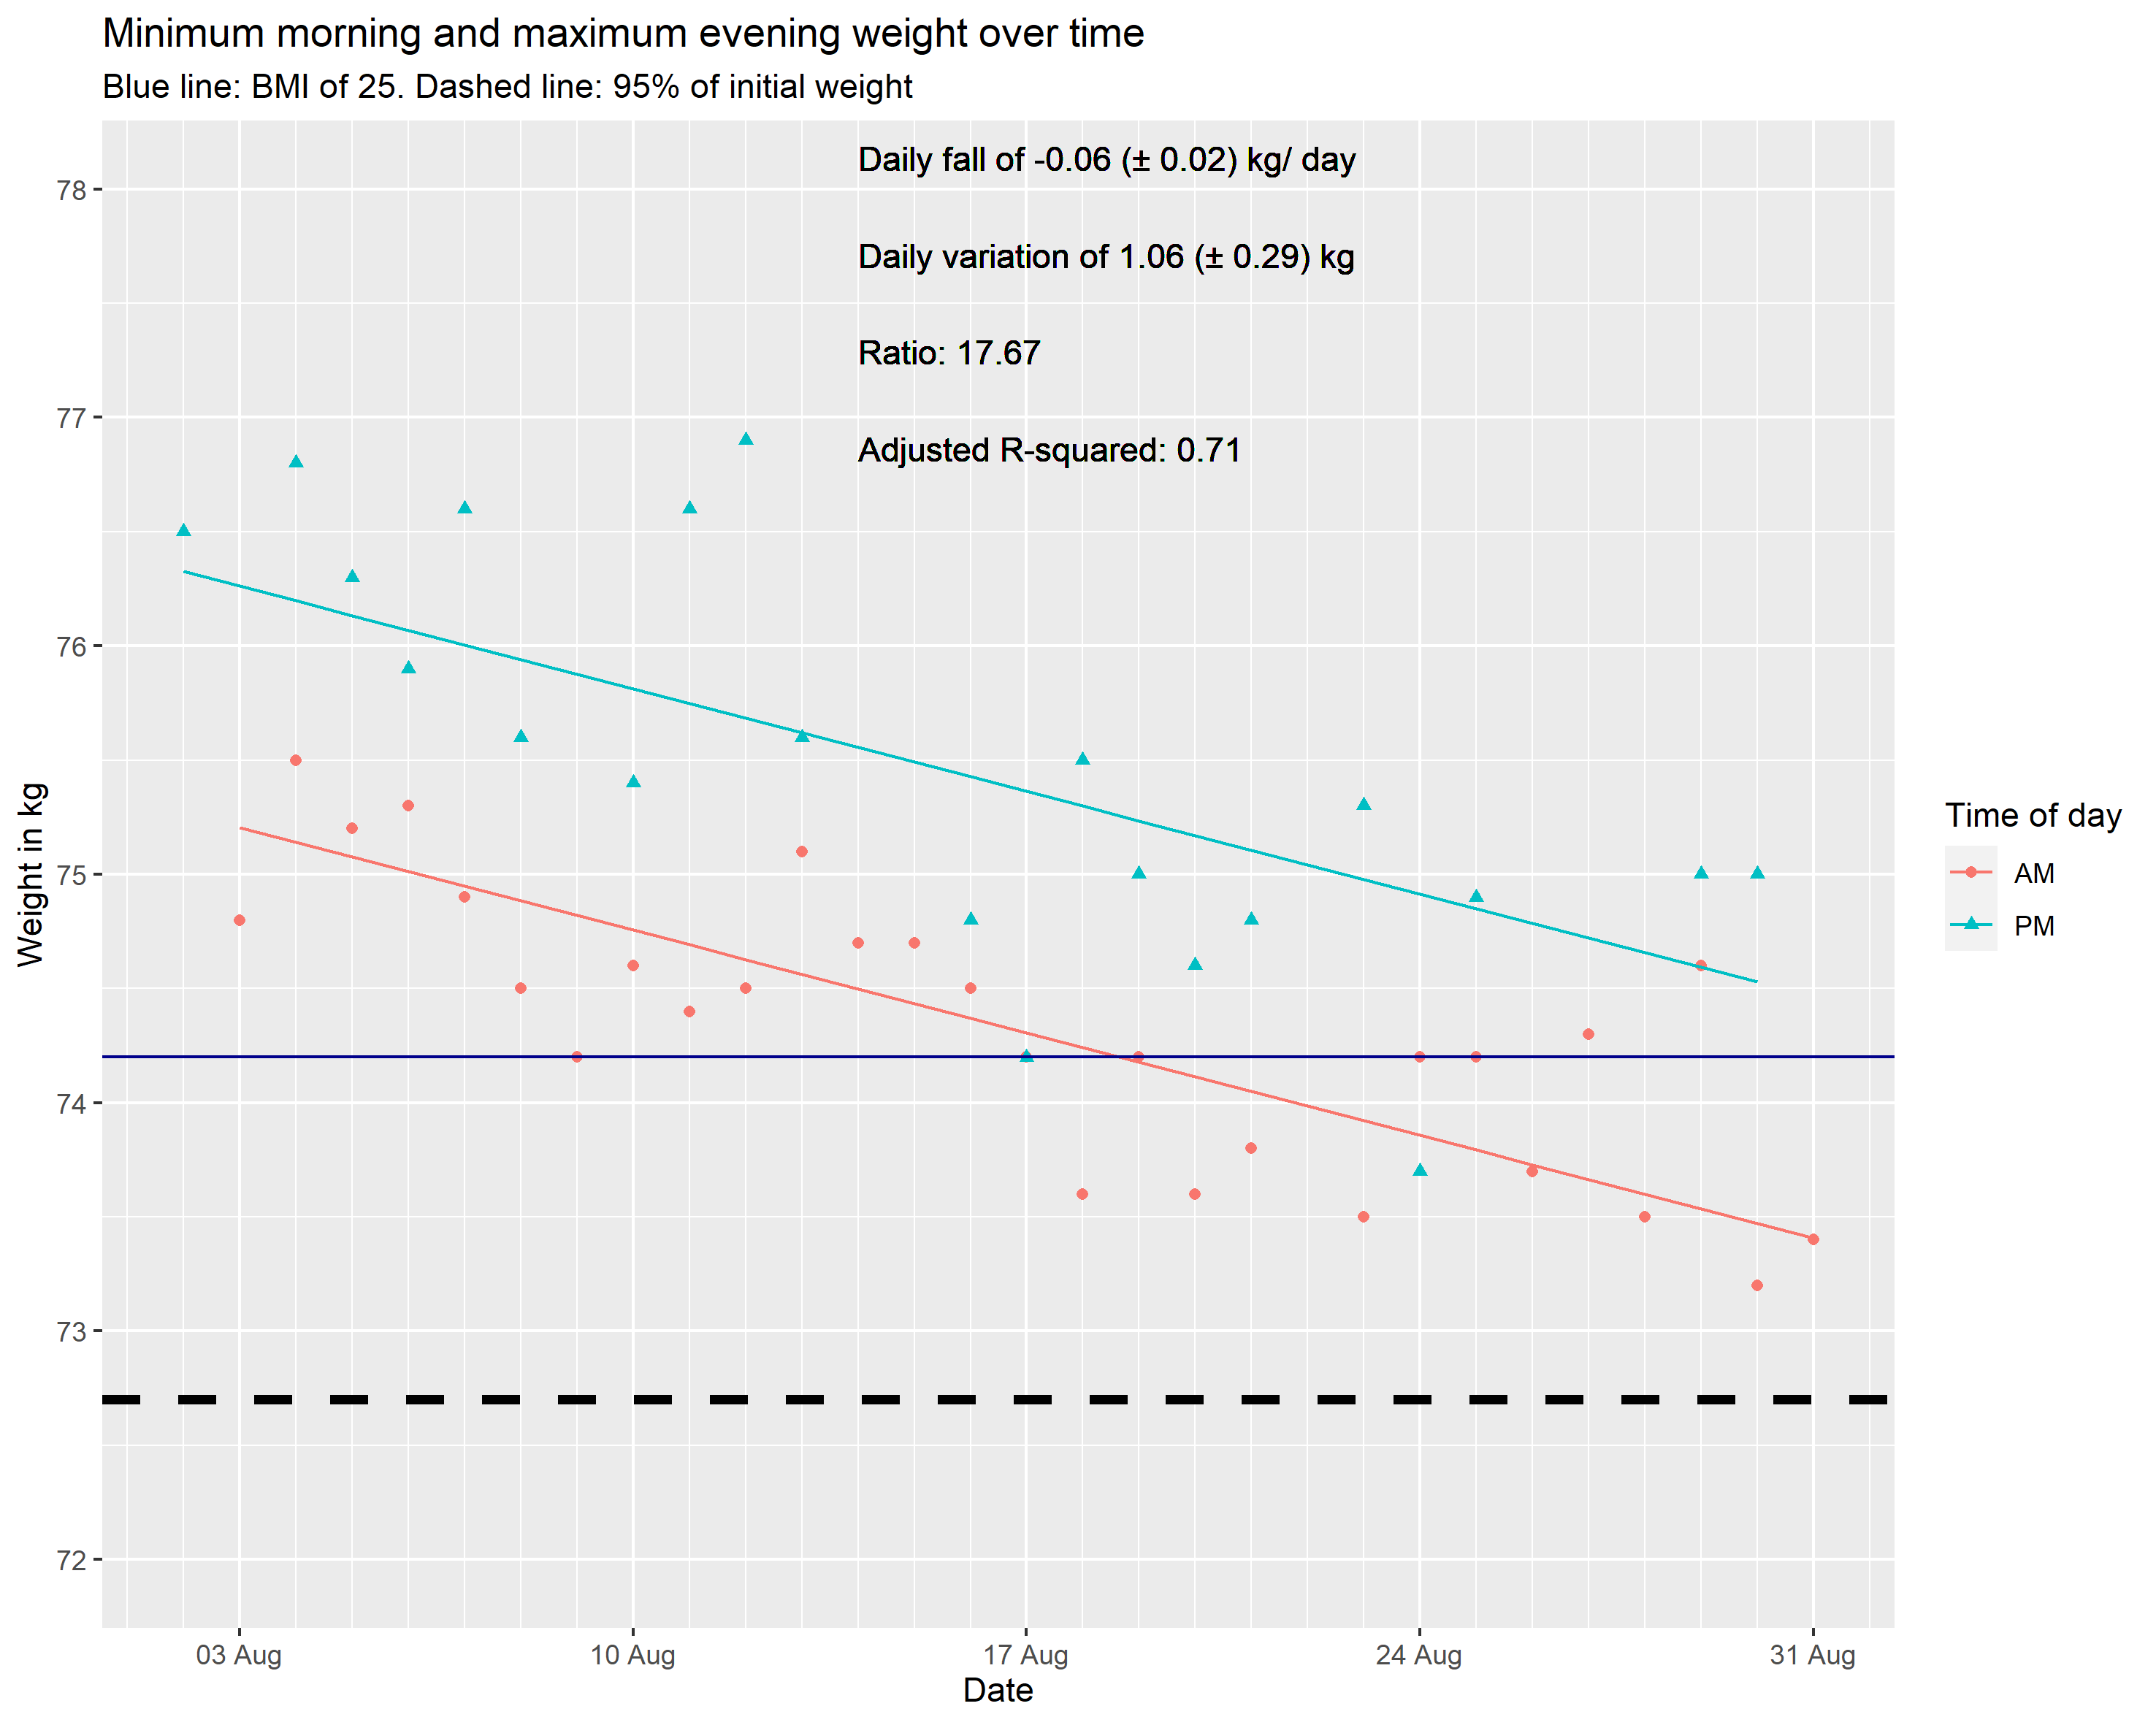 Minimum morning and maximum evening weight over time
Blue line: BMI of 25. Dashed line: 95% of initial weight
Daily fall of -0.06 (± 0.02) kg/ day
Daily variation of 1.06 (± 0.29) kg
Ratio: 17.67
Adjusted R-squared: 0.71
78
77
76
75
74
73
72
Weight in kg
03 Aug
10 Aug
17 Aug
24 Aug
31 Aug
Date
Time of day
AM
PM